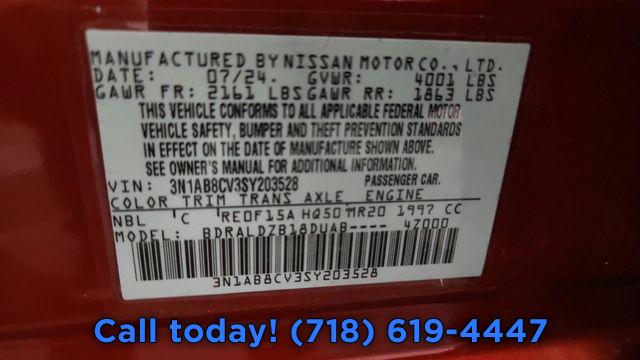 MANUFACTURED BY NISSAN MOTOR CO., LTD.
DATE: 07/24. GVWR: 4001 LBS
GAWR FR: 2161 LBS GAWR RR: 1863 LBS
THIS VEHICLE CONFORMS TO ALL APPLICABLE FEDERAL MOTOR
VEHICLE SAFETY, BUMPER AND THEFT PREVENTION STANDARDS
IN EFFECT ON THE DATE OF MANUFACTURE SHOWN ABOVE.
SEE OWNER'S MANUAL FOR ADDITIONAL INFORMATION.
VIN: 3N1AB8CV3SY203528 PASSENGER CAR.
COLOR TRIM TRANS AXLE, ENGINE
NBL C RE0F15A HQ50 MR20 1997 CC
MODEL: BDRALDZB18DUAB---- 4Z000
3N1AB8CV3SY203528
Call today! (718) 619-4447